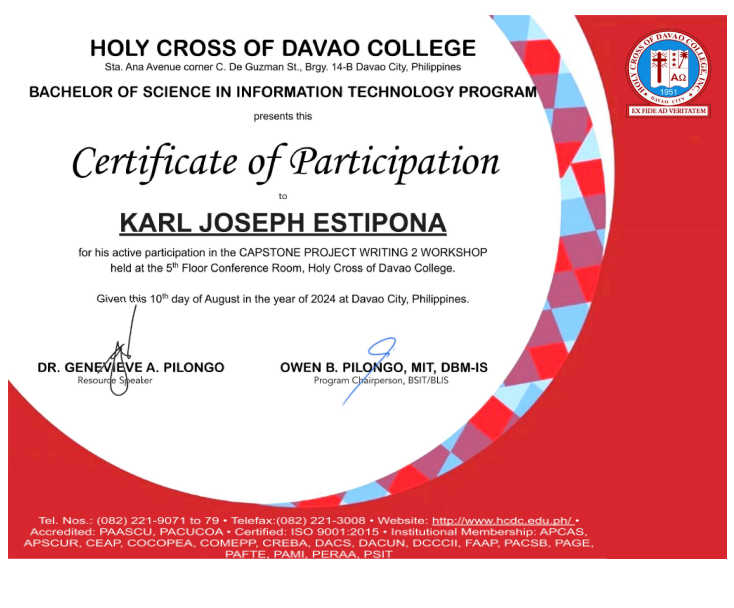 HOLY CROSS OF DAVAO COLLEGE
Sta. Ana Avenue corner C. De Guzman St., Brgy. 14-B Davao City, Philippines
BACHELOR OF SCIENCE IN INFORMATION TECHNOLOGY PROGRAM
presents this
Certificate of Participation
to
KARL JOSEPH ESTIPONA
for his active participation in the CAPSTONE PROJECT WRITING 2 WORKSHOP
held at the 5th Floor Conference Room, Holy Cross of Davao College.
Given this 10th day of August in the year of 2024 at Davao City, Philippines.
DR. GENEVIEVE A. PILONGO
Resource Speaker
OWEN B. PILONGO, MIT, DBM-IS
Program Chairperson, BSIT/BLIS
HOLY CROSS OF DAVAO COLLEGE, INC.
ΑΩ
1951
DAVAO CITY
EX FIDE AD VERITATEM
Tel. Nos.: (082) 221-9071 to 79 • Telefax:(082) 221-3008 • Website: http://www.hcdc.edu.ph/ •
Accredited: PAASCU, PACUCOA • Certified: ISO 9001:2015 • Institutional Membership: APCAS,
APSCUR, CEAP, COCOPEA, COMEPP, CREBA, DACS, DACUN, DCCCII, FAAP, PACSB, PAGE,
PAFTE, PAMI, PERAA, PSIT